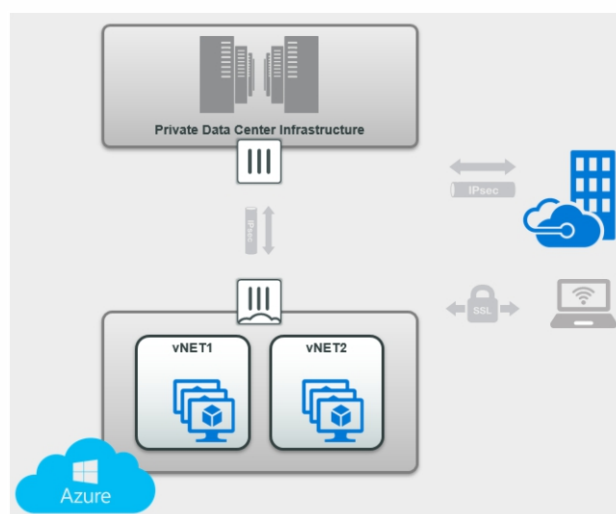 Private Data Center Infrastructure
IPsec
IPsec
SSL
vNET1
vNET2
Azure